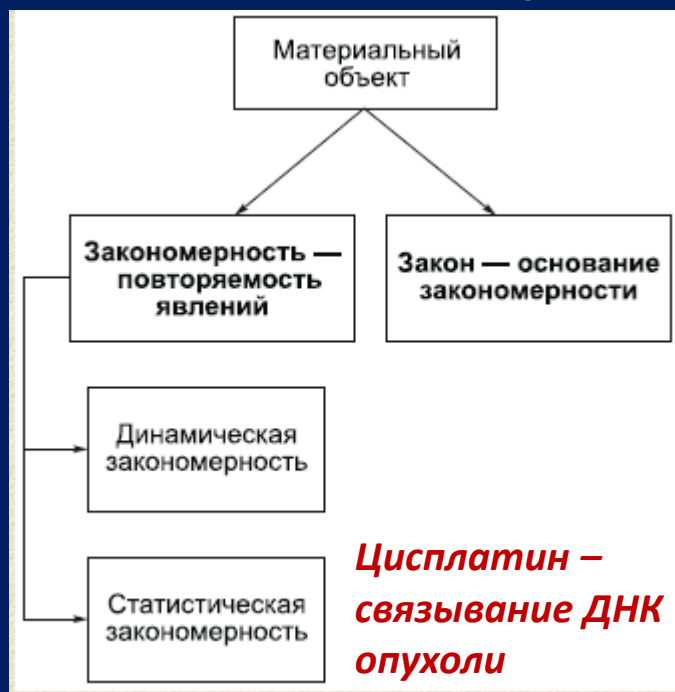 Материальный
объект
Закономерность —
повторяемость
явлений
Закон — основание
закономерности
Динамическая
закономерность
Статистическая
закономерность
Цисплатин –
связывание ДНК
опухоли